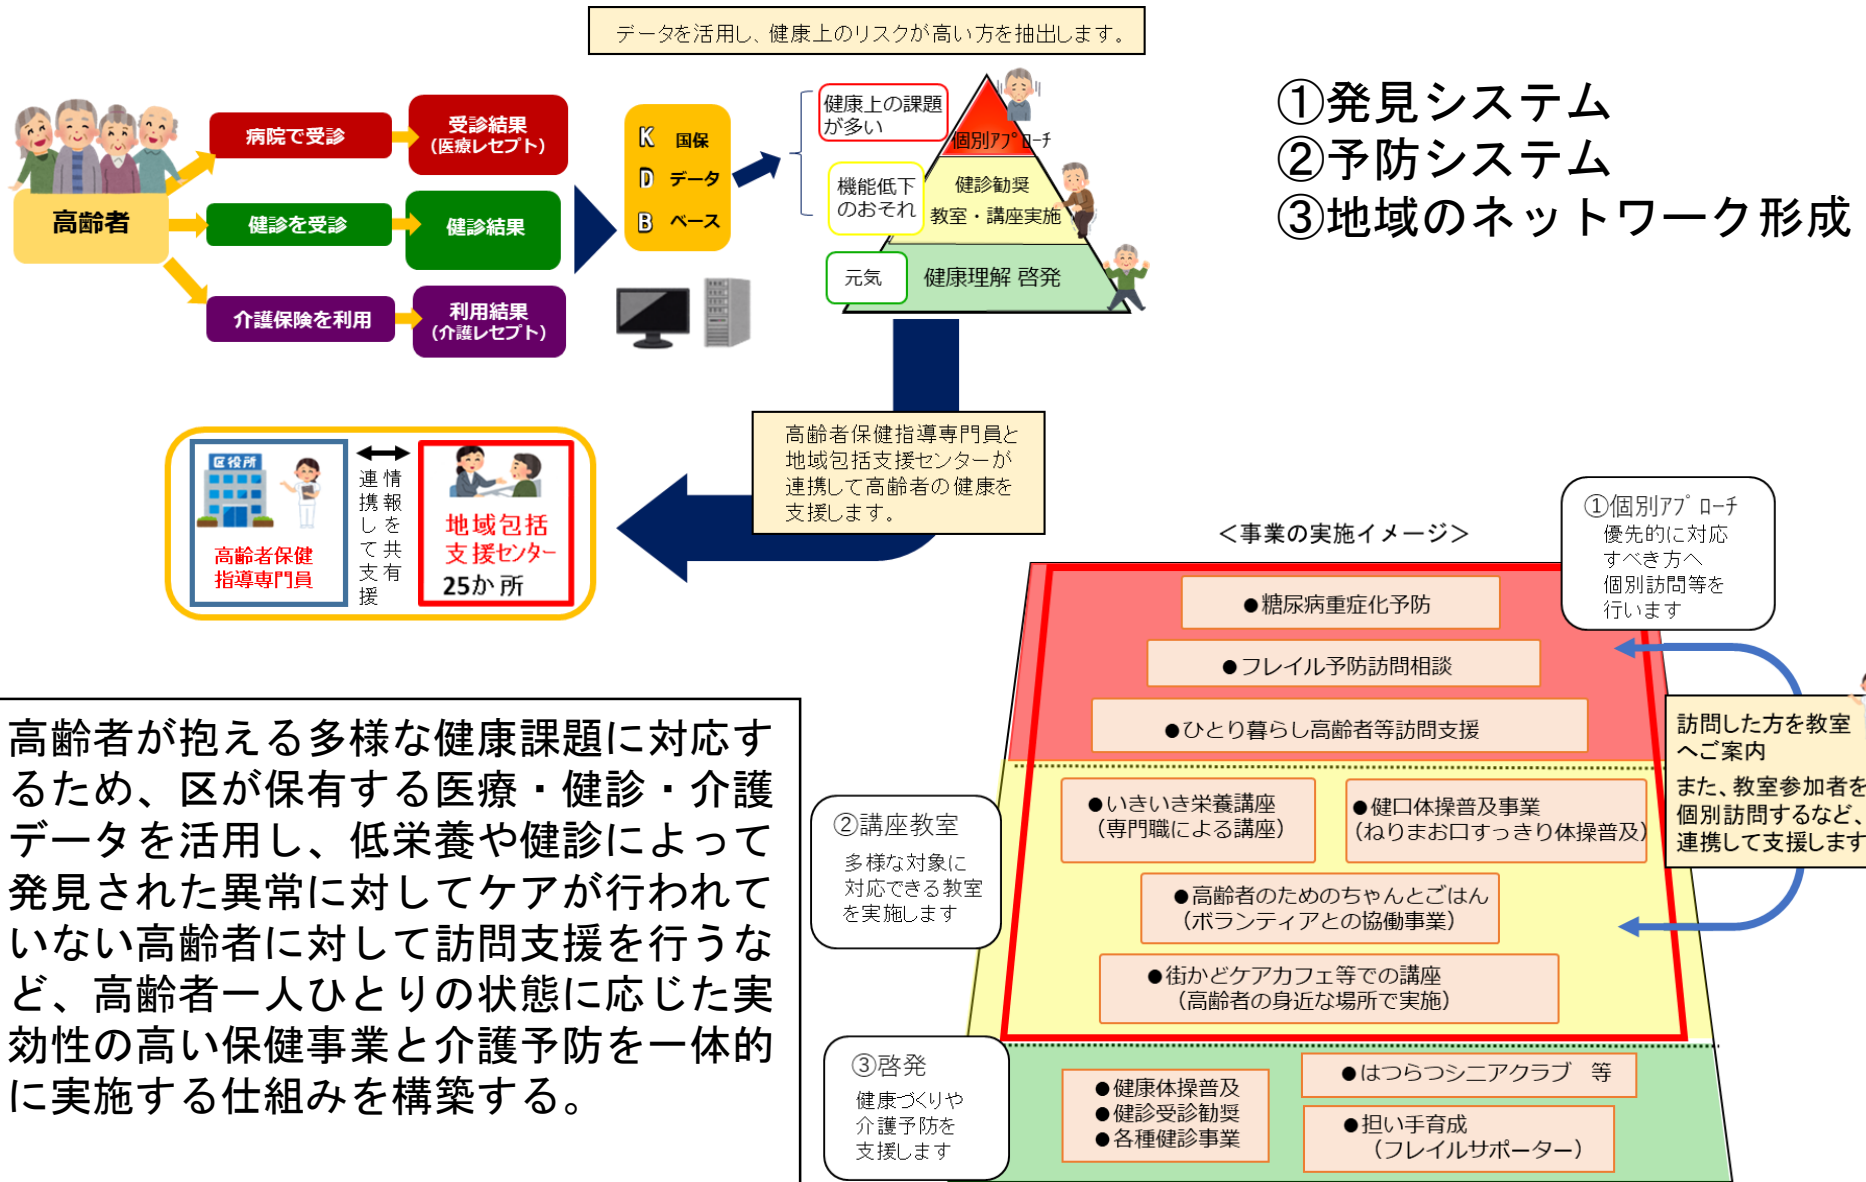 データを活用し、健康上のリスクが高い方を抽出します。
①発見システム
②予防システム
③地域のネットワーク形成
高齢者
病院で受診
受診結果
(医療レセプト)
健診を受診
健診結果
介護保険を利用
利用結果
(介護レセプト)
K 国保
D データ
B ベース
健康上の課題
が多い
個別アプローチ
機能低下
のおそれ
健診勧奨
教室・講座実施
元気
健康理解 啓発
高齢者保健指導専門員と
地域包括支援センターが
連携して高齢者の健康を
支援します。
区役所
高齢者保健
指導専門員
情報を共有
連携して支援
地域包括
支援センター
25か所
高齢者が抱える多様な健康課題に対応す
るため、区が保有する医療・健診・介護
データを活用し、低栄養や健診によって
発見された異常に対してケアが行われて
いない高齢者に対して訪問支援を行うな
ど、高齢者一人ひとりの状態に応じた実
効性の高い保健事業と介護予防を一体的
に実施する仕組みを構築する。
＜事業の実施イメージ＞
①個別アプローチ
優先的に対応
すべき方へ
個別訪問等を
行います
●糖尿病重症化予防
●フレイル予防訪問相談
●ひとり暮らし高齢者等訪問支援
訪問した方を教室
へご案内
また、教室参加者を
個別訪問するなど、
連携して支援します
②講座教室
多様な対象に
対応できる教室
を実施します
●いきいき栄養講座
(専門職による講座)
●健口体操普及事業
(ねりまお口すっきり体操普及)
●高齢者のためのちゃんとごはん
(ボランティアとの協働事業)
●街かどケアカフェ等での講座
(高齢者の身近な場所で実施)
③啓発
健康づくりや
介護予防を
支援します
●健康体操普及
●健診受診勧奨
●各種健診事業
●はつらつシニアクラブ　等
●担い手育成
(フレイルサポーター)